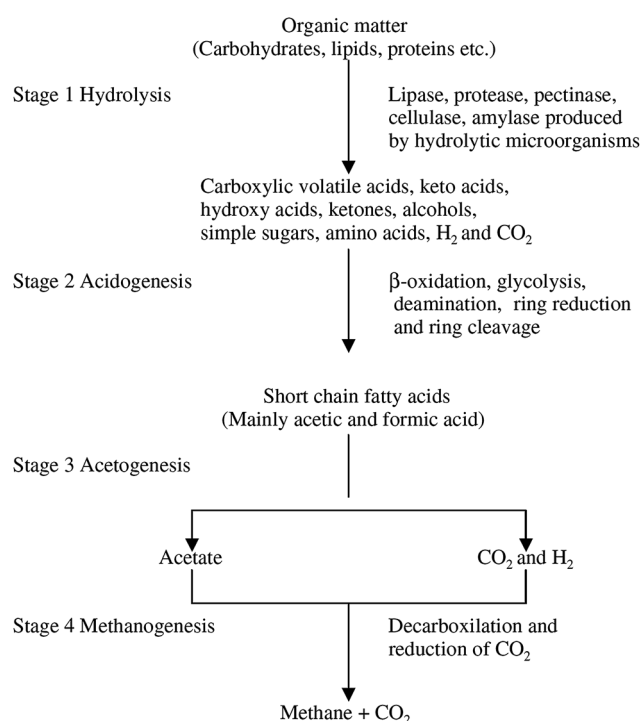 Organic matter
(Carbohydrates, lipids, proteins etc.)
Stage 1 Hydrolysis
Lipase, protease, pectinase,
cellulase, amylase produced
by hydrolytic microorganisms
Carboxylic volatile acids, keto acids,
hydroxy acids, ketones, alcohols,
simple sugars, amino acids, H₂ and CO₂
Stage 2 Acidogenesis
β-oxidation, glycolysis,
deamination, ring reduction
and ring cleavage
Short chain fatty acids
(Mainly acetic and formic acid)
Stage 3 Acetogenesis
Acetate
CO₂ and H₂
Stage 4 Methanogenesis
Decarboxilation and
reduction of CO₂
Methane + CO₂